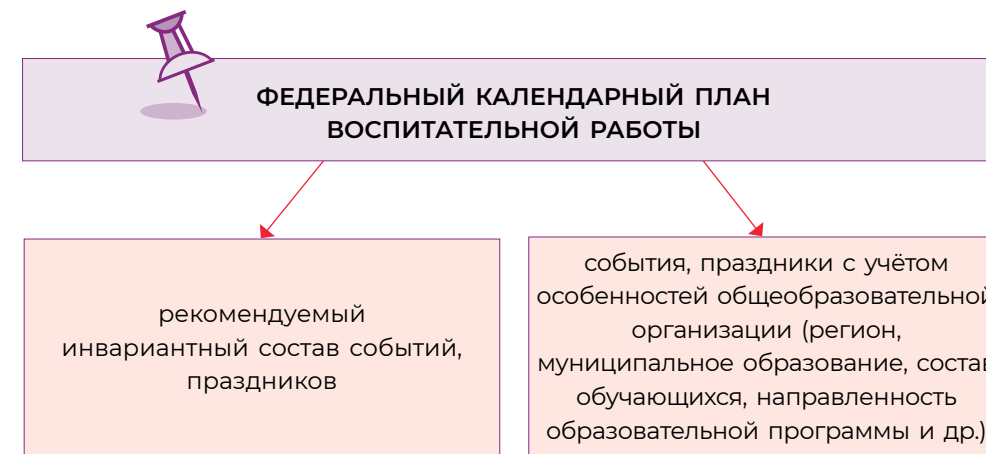 ФЕДЕРАЛЬНЫЙ КАЛЕНДАРНЫЙ ПЛАН
ВОСПИТАТЕЛЬНОЙ РАБОТЫ
рекомендуемый
инвариантный состав событий,
праздников
события, праздники с учётом
особенностей общеобразовательной
организации (регион,
муниципальное образование, состав
обучающихся, направленность
образовательной программы и др.)